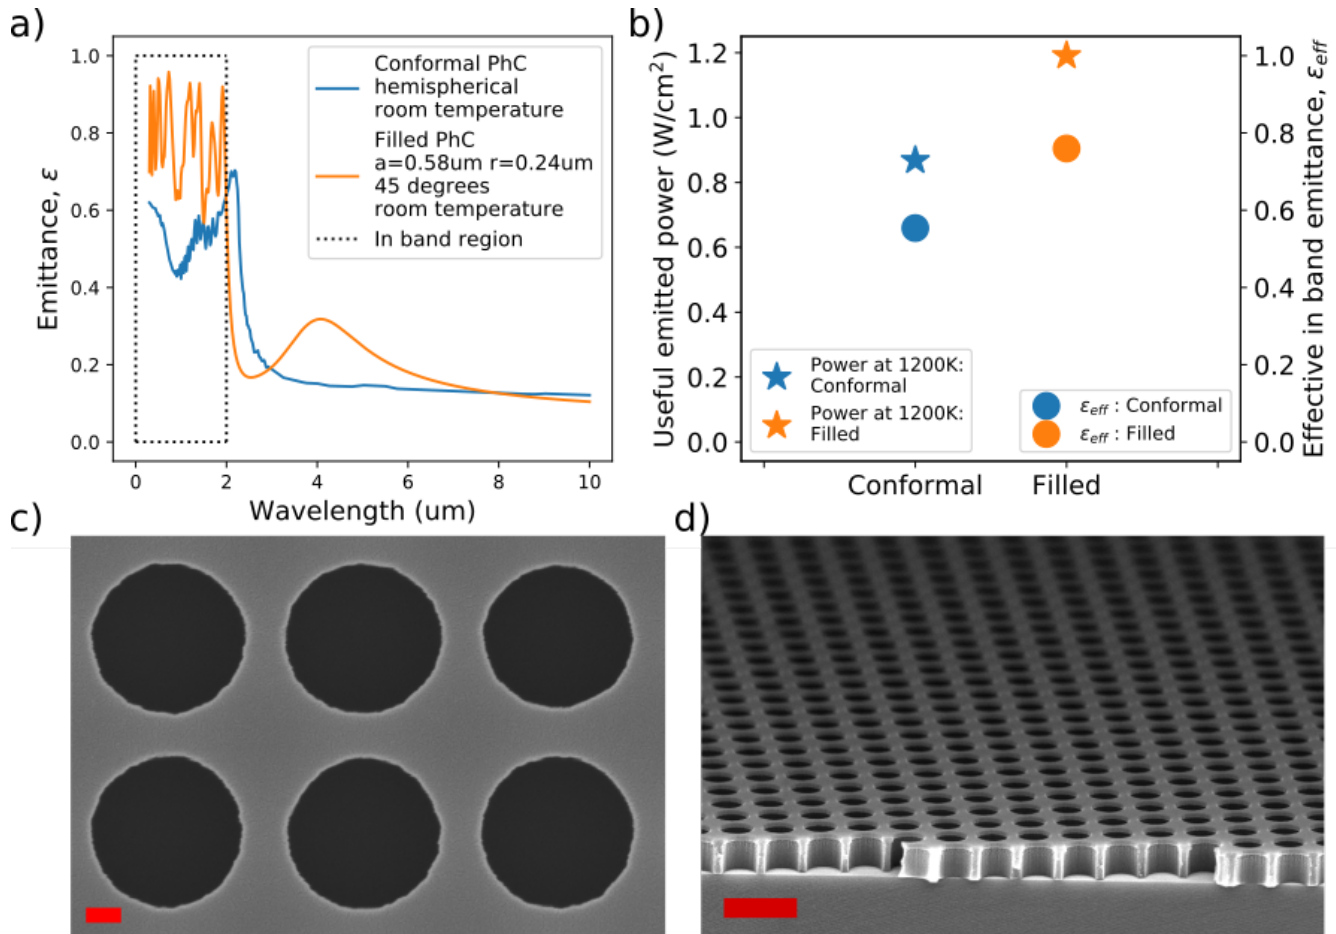 a)
Emittance, ε
1.0
0.8
0.6
0.4
0.2
0.0
0
2
4
6
8
10
Wavelength (um)
Conformal PhC
hemispherical
room temperature
Filled PhC
a=0.58um r=0.24um
45 degrees
room temperature
In band region
b)
Useful emitted power (W/cm²)
1.2
1.0
0.8
0.6
0.4
0.2
0.0
Power at 1200K:
Conformal
Power at 1200K:
Filled
ε_eff : Conformal
ε_eff : Filled
Conformal
Filled
1.0
0.8
0.6
0.4
0.2
0.0
Effective in band emittance, ε_eff
c)
d)